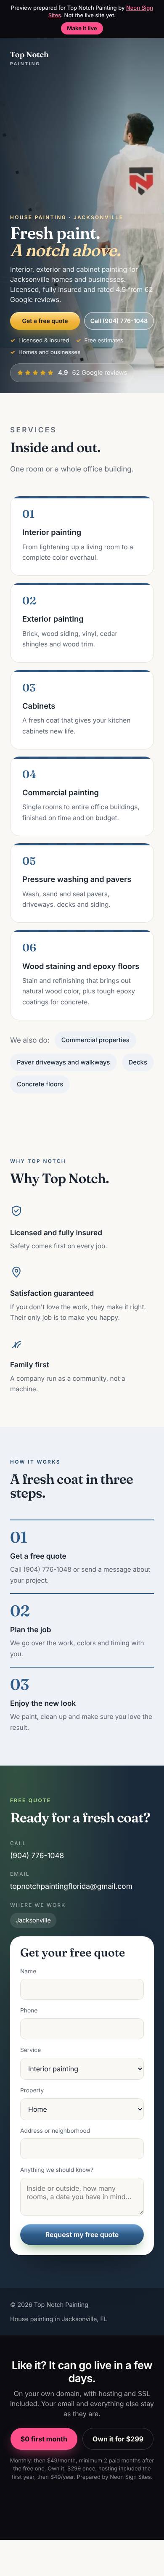 Preview prepared for Top Notch Painting by Neon Sign
Sites. Not the live site yet.
Make it live
Top Notch
PAINTING
HOUSE PAINTING · JACKSONVILLE
Fresh paint.
A notch above.
Interior, exterior and cabinet painting for
Jacksonville homes and businesses.
Licensed, fully insured and rated 4.9 from 62
Google reviews.
Get a free quote
Call (904) 776-1048
✓ Licensed & insured ✓ Free estimates
✓ Homes and businesses
★★★★★ 4.9 62 Google reviews
SERVICES
Inside and out.
One room or a whole office building.
01
Interior painting
From lightening up a living room to a
complete color overhaul.
02
Exterior painting
Brick, wood siding, vinyl, cedar
shingles and wood trim.
03
Cabinets
A fresh coat that gives your kitchen
cabinets new life.
04
Commercial painting
Single rooms to entire office buildings,
finished on time and on budget.
05
Pressure washing and pavers
Wash, sand and seal pavers,
driveways, decks and siding.
06
Wood staining and epoxy floors
Stain and refinishing that brings out
natural wood color, plus tough epoxy
coatings for concrete.
We also do: Commercial properties
Paver driveways and walkways Decks
Concrete floors
WHY TOP NOTCH
Why Top Notch.
Licensed and fully insured
Safety comes first on every job.
Satisfaction guaranteed
If you don't love the work, they make it right.
Their only job is to make you happy.
Family first
A company run as a community, not a
machine.
HOW IT WORKS
A fresh coat in three
steps.
01
Get a free quote
Call (904) 776-1048 or send a message about
your project.
02
Plan the job
We go over the work, colors and timing with
you.
03
Enjoy the new look
We paint, clean up and make sure you love the
result.
FREE QUOTE
Ready for a fresh coat?
CALL
(904) 776-1048
EMAIL
topnotchpaintingflorida@gmail.com
WHERE WE WORK
Jacksonville
Get your free quote
Name
Phone
Service
Interior painting
Property
Home
Address or neighborhood
Anything we should know?
Inside or outside, how many
rooms, a date you have in mind...
Request my free quote
© 2026 Top Notch Painting
House painting in Jacksonville, FL
Like it? It can go live in a few
days.
On your own domain, with hosting and SSL
included. Your email and everything else stay
as they are.
$0 first month
Own it for $299
Monthly: then $49/month, minimum 2 paid months after
the free one. Own it: $299 once, hosting included the
first year, then $49/year. Prepared by Neon Sign Sites.